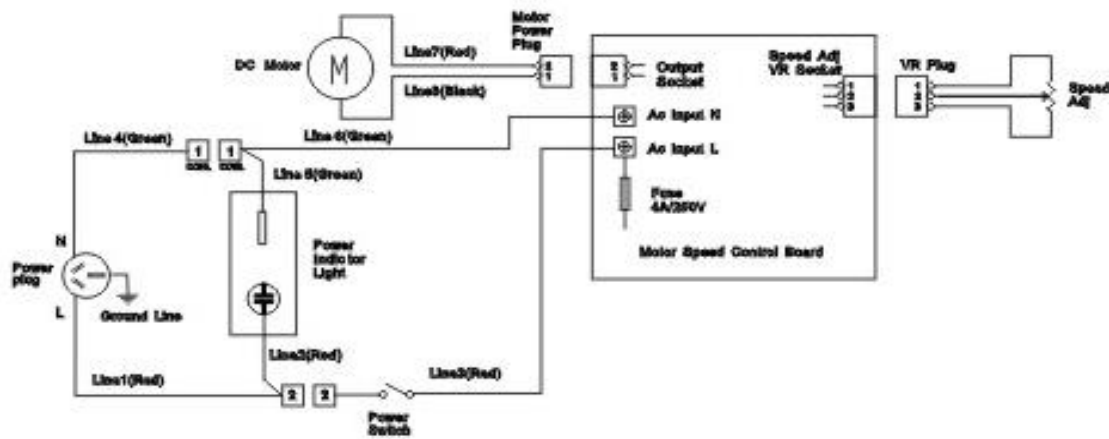 Motor
Power
Plug
Line7(Red)
DC Motor
M
2
1
2
1
Output
Socket
Speed Adj
VR Socket
1
2
3
VR Plug
1
2
3
Speed
Adj
Line8(Black)
Line 4(Green)
1
1
Line 6(Green)
Ac Input N
Ac Input L
Line 5(Green)
Fuse
4A/250V
Motor Speed Control Board
N
Power
plug
L
Ground Line
Power
Indictor
Light
Line2(Red)
Line1(Red)
2
2
Line3(Red)
Power
Switch